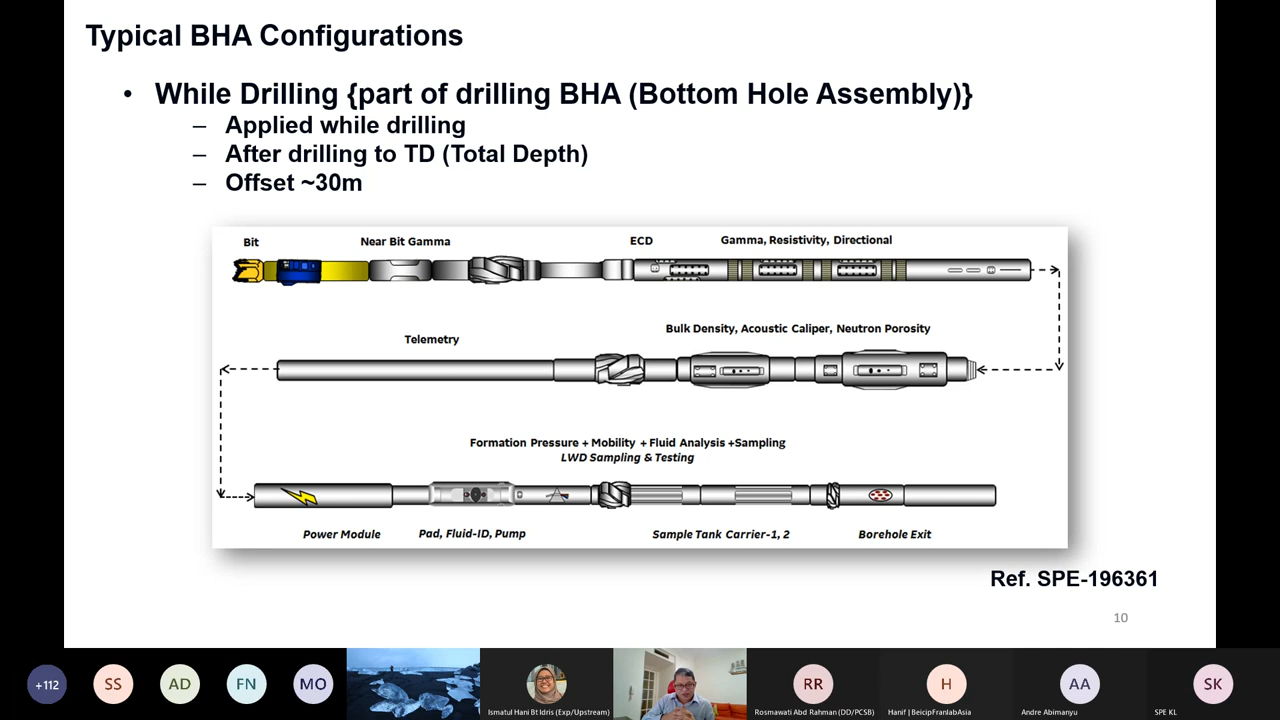 Typical BHA Configurations
• While Drilling {part of drilling BHA (Bottom Hole Assembly)}
– Applied while drilling
– After drilling to TD (Total Depth)
– Offset ~30m
Bit
Near Bit Gamma
ECD
Gamma, Resistivity, Directional
Telemetry
Bulk Density, Acoustic Caliper, Neutron Porosity
Formation Pressure + Mobility + Fluid Analysis +Sampling
LWD Sampling & Testing
Power Module
Pad, Fluid-ID, Pump
Sample Tank Carrier-1, 2
Borehole Exit
Ref. SPE-196361
10
+112
SS
AD
FN
MO
RR
H
AA
SK
Ismatul Hani Bt Idris (Exp/Upstream)
Rosmawati Abd Rahman (DD/PCSB)
Hanif | BeicipFranlabAsia
Andre Abimanyu
SPE KL